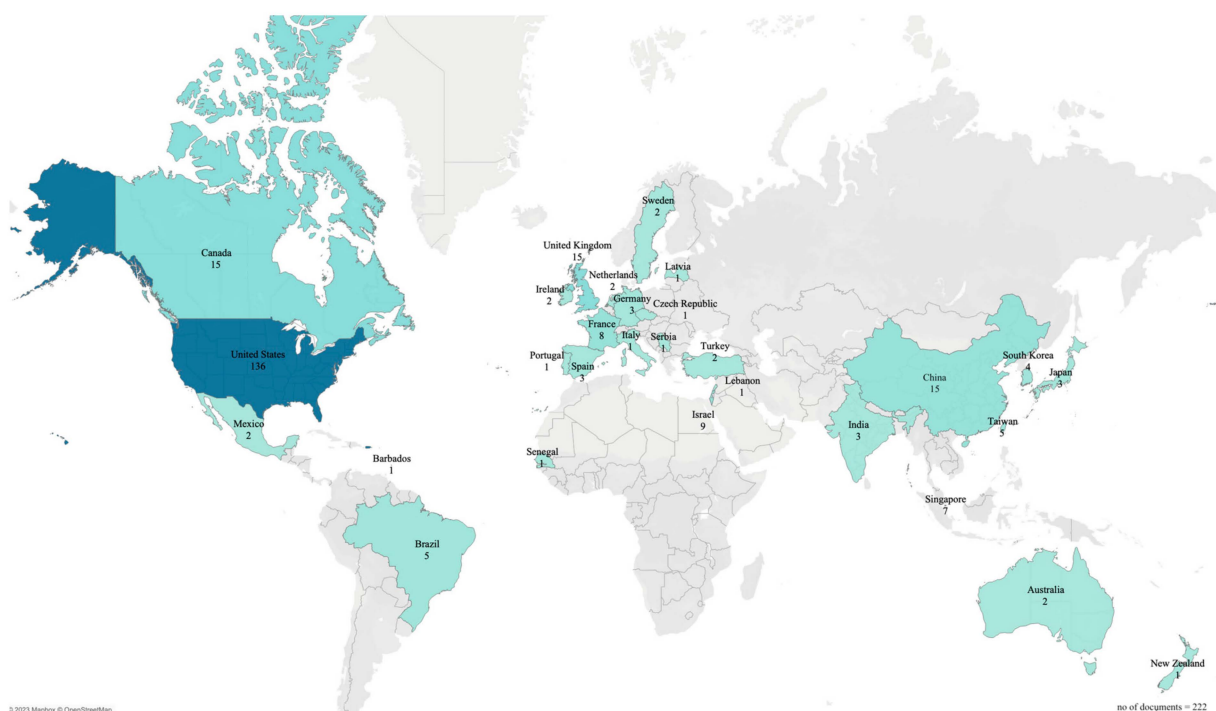 Canada
15
United States
136
Mexico
2
Barbados
1
Brazil
5
Sweden
2
United Kingdom
15
Netherlands
2
Latvia
1
Ireland
2
Germany
3
Czech Republic
1
France
8
Italy
1
Serbia
1
Portugal
1
Spain
3
Turkey
2
Lebanon
1
Israel
9
Senegal
1
China
15
South Korea
4
Japan
3
India
3
Taiwan
5
Singapore
7
Australia
2
New Zealand
1
2023 Mapbox © OpenStreetMap
no of documents = 222